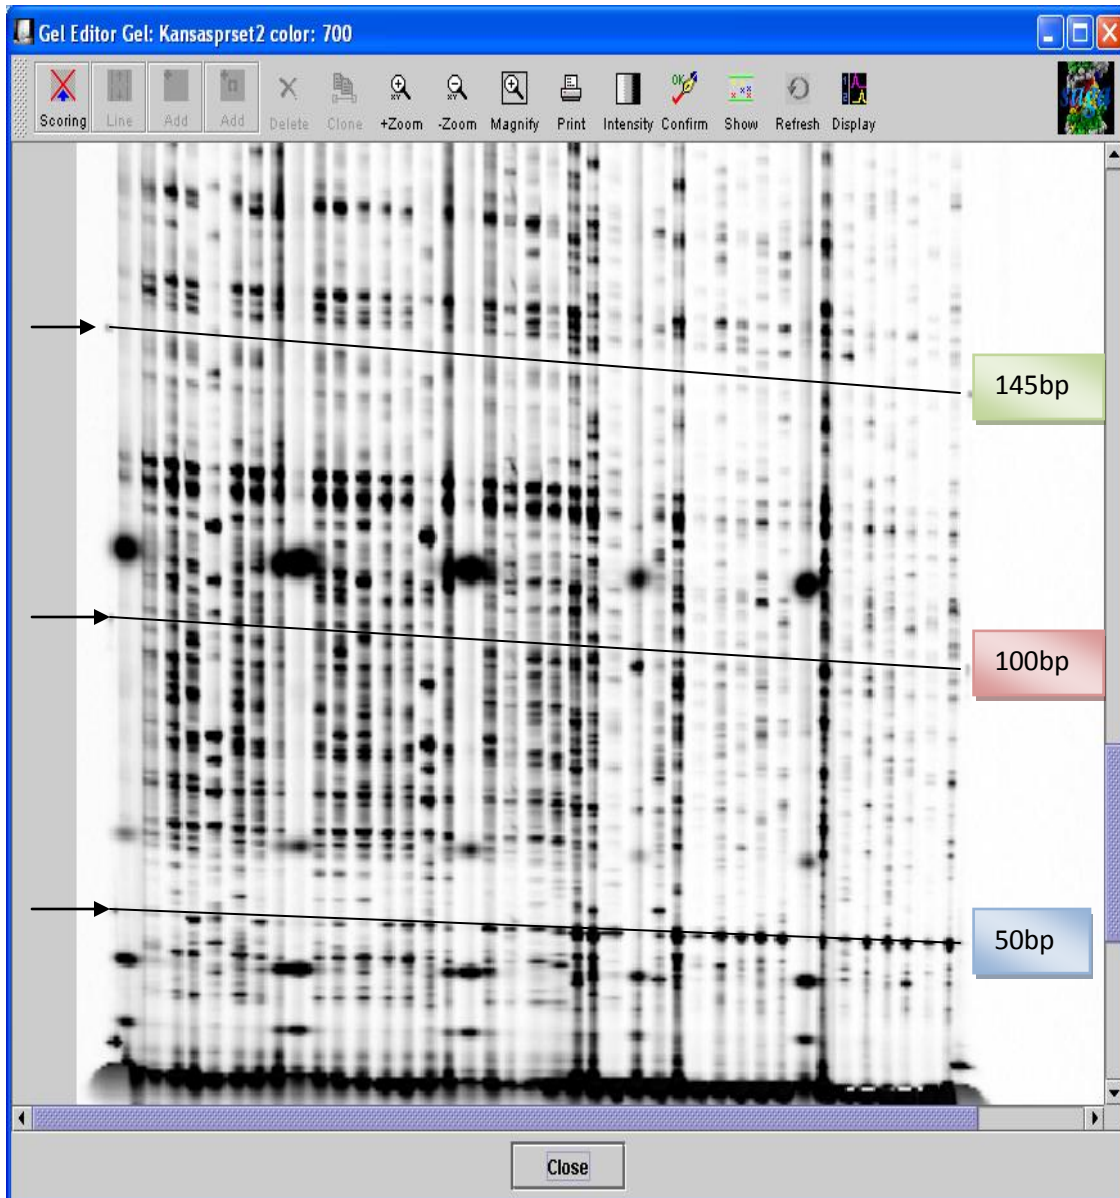 Gel Editor Gel: Kansasprset2 color: 700
Scoring Line Add Add Delete Clone +Zoom -Zoom Magnify Print Intensity Confirm Show Refresh Display
145bp
100bp
50bp
Close